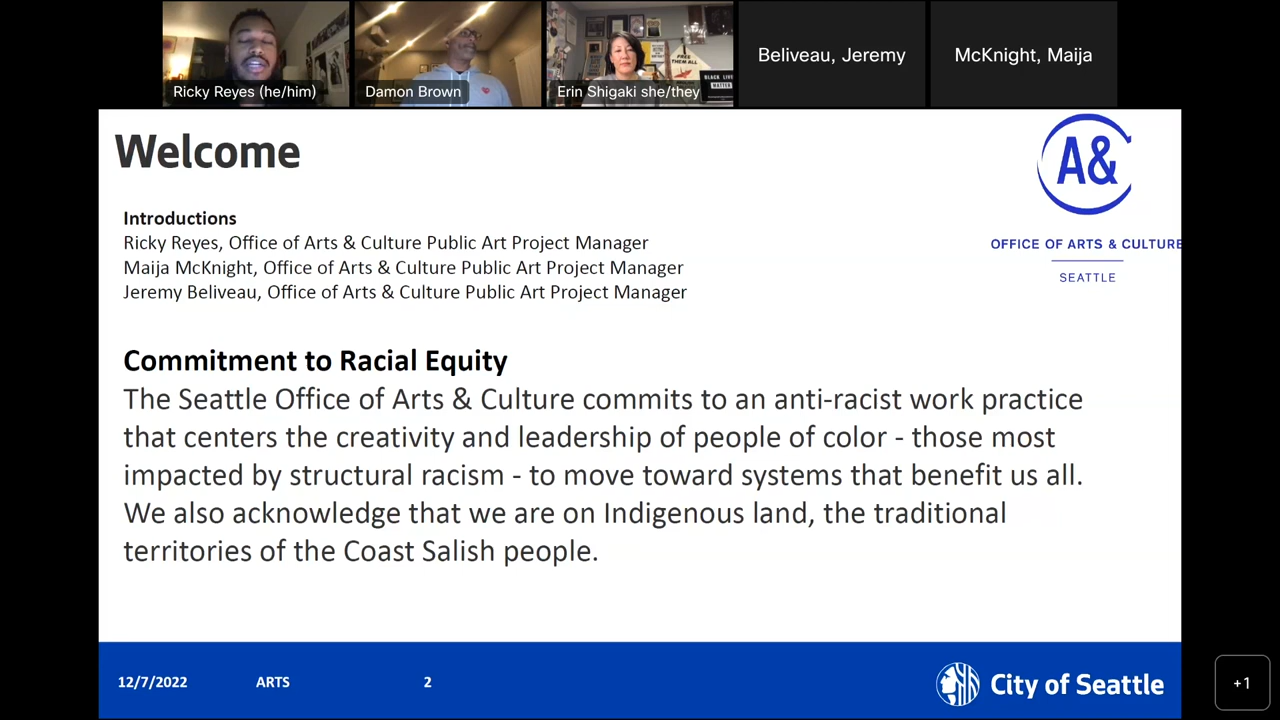 Ricky Reyes (he/him)
Damon Brown
Erin Shigaki she/they
Beliveau, Jeremy
McKnight, Maija
FREE
THEM ALL
BLACK LIVES
MATTER
Welcome
A&
OFFICE OF ARTS & CULTURE
SEATTLE
Introductions
Ricky Reyes, Office of Arts & Culture Public Art Project Manager
Maija McKnight, Office of Arts & Culture Public Art Project Manager
Jeremy Beliveau, Office of Arts & Culture Public Art Project Manager
Commitment to Racial Equity
The Seattle Office of Arts & Culture commits to an anti-racist work practice
that centers the creativity and leadership of people of color - those most
impacted by structural racism - to move toward systems that benefit us all.
We also acknowledge that we are on Indigenous land, the traditional
territories of the Coast Salish people.
12/7/2022
ARTS
2
City of Seattle
+1